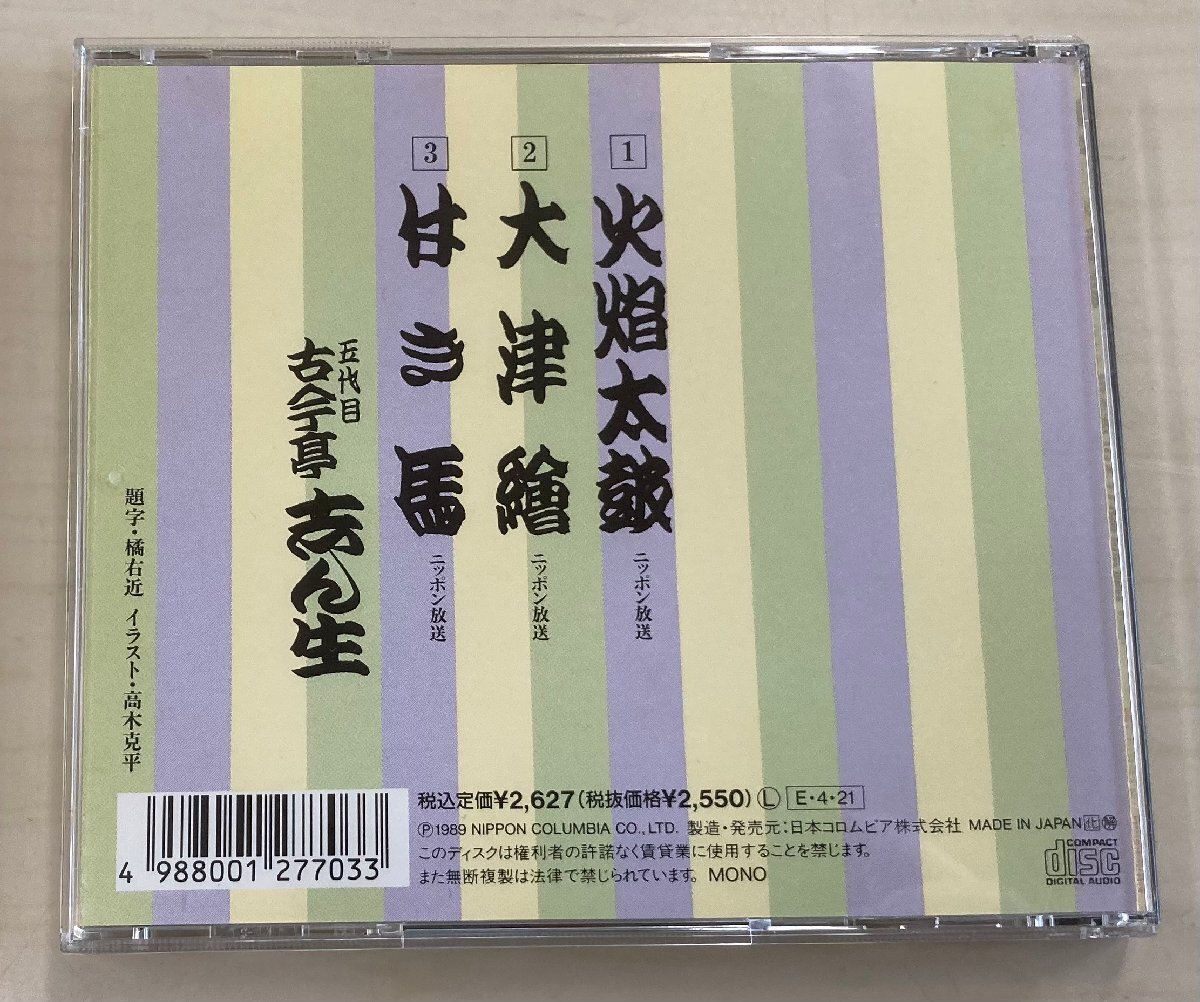 1
火焔太鼓
ニッポン放送
2
大津繪
ニッポン放送
3
はき馬
ニッポン放送
五代目
古今亭志ん生
題字・橘右近 イラスト・高木克平
税込定価¥2,627(税抜価格¥2,550) Ⓛ E・4・21
Ⓟ1989 NIPPON COLUMBIA CO.,LTD. 製造・発売元:日本コロムビア株式会社 MADE IN JAPAN
このディスクは権利者の許諾なく賃貸業に使用することを禁じます。
また無断複製は法律で禁じられています。 MONO
4 988001 277033
COMPACT
disc
DIGITAL AUDIO